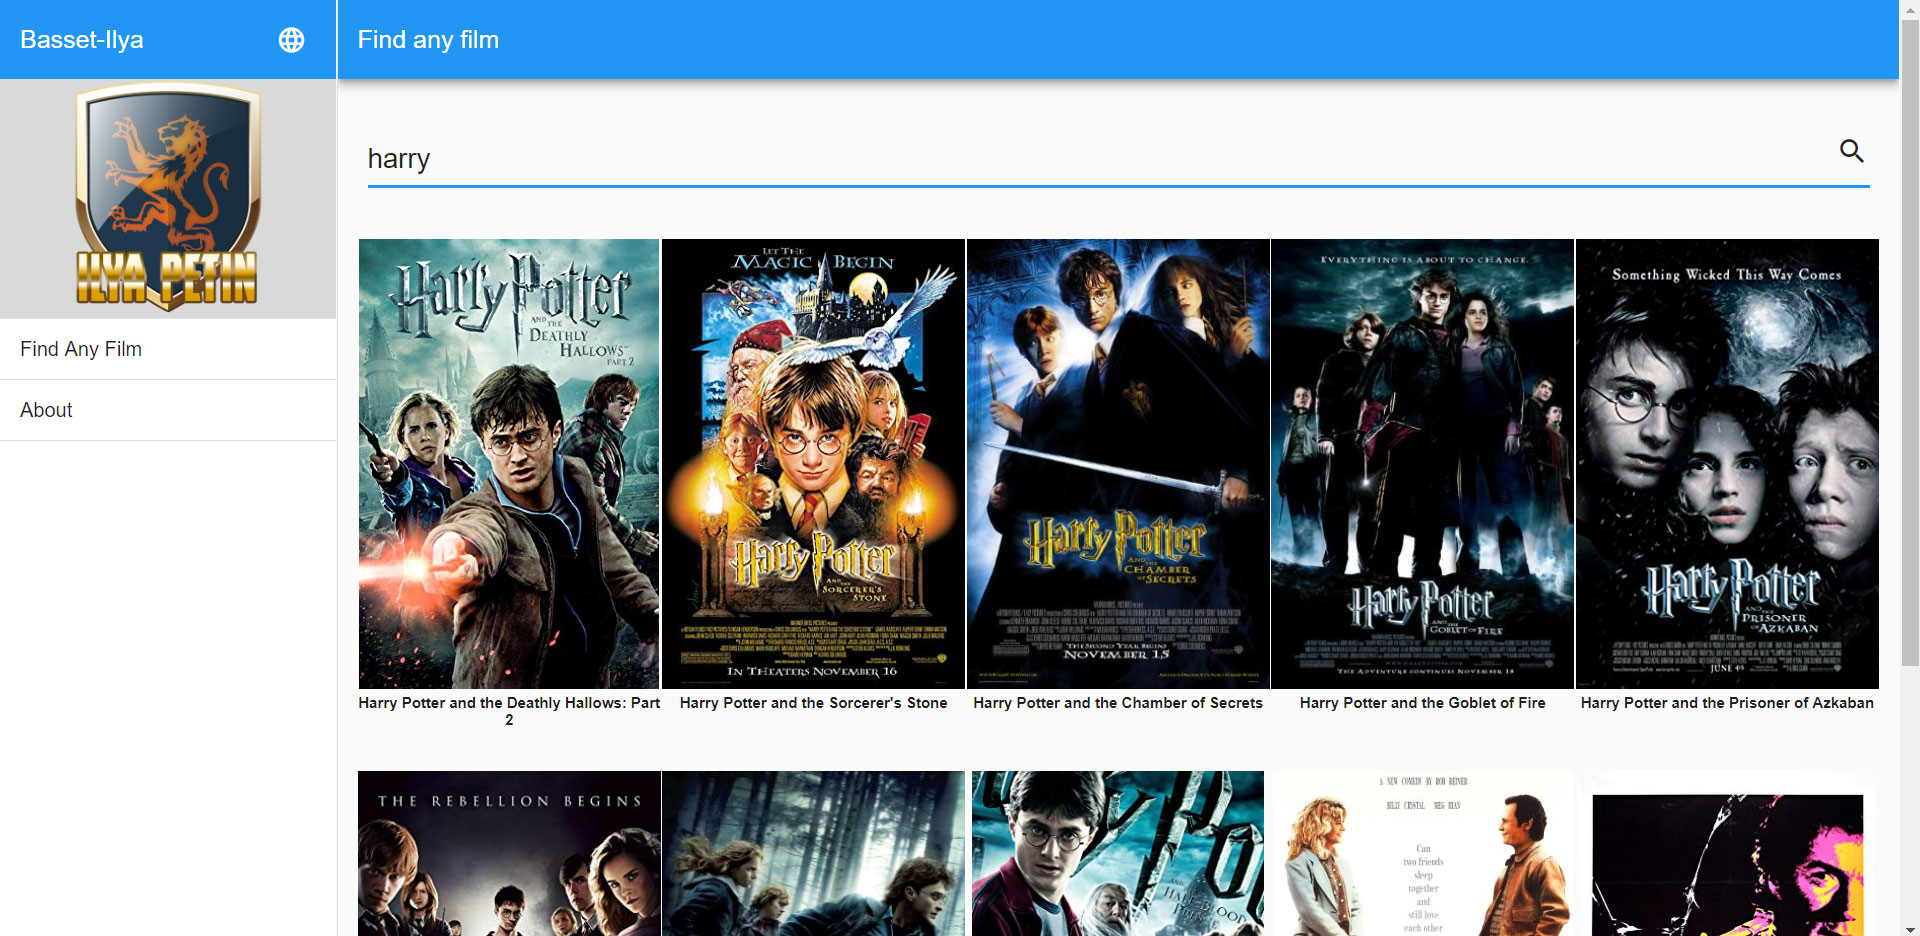 Basset-Ilya
Find any film
ILYA PETIN
Find Any Film
About
harry
Harry Potter
AND THE
DEATHLY
HALLOWS
PART 2
Harry Potter and the Deathly Hallows: Part
2
LET THE
MAGIC BEGIN
Harry Potter
AND THE
SORCERER'S
STONE
IN THEATERS NOVEMBER 16
Harry Potter and the Sorcerer's Stone
Harry Potter
AND THE
CHAMBER
OF SECRETS
THE SECOND YEAR BEGINS
NOVEMBER 15
Harry Potter and the Chamber of Secrets
EVERYTHING IS ABOUT TO CHANGE.
Harry Potter
AND THE
GOBLET OF FIRE
THE ADVENTURE CONTINUES NOVEMBER 18
Harry Potter and the Goblet of Fire
Something Wicked This Way Comes
Harry Potter
AND THE
PRISONER
OF AZKABAN
JUNE 4th
Harry Potter and the Prisoner of Azkaban
THE REBELLION BEGINS
A NEW COMEDY BY ROB REINER
BILLY CRYSTAL MEG RYAN
Can
two friends
sleep
together
and
still love
each other